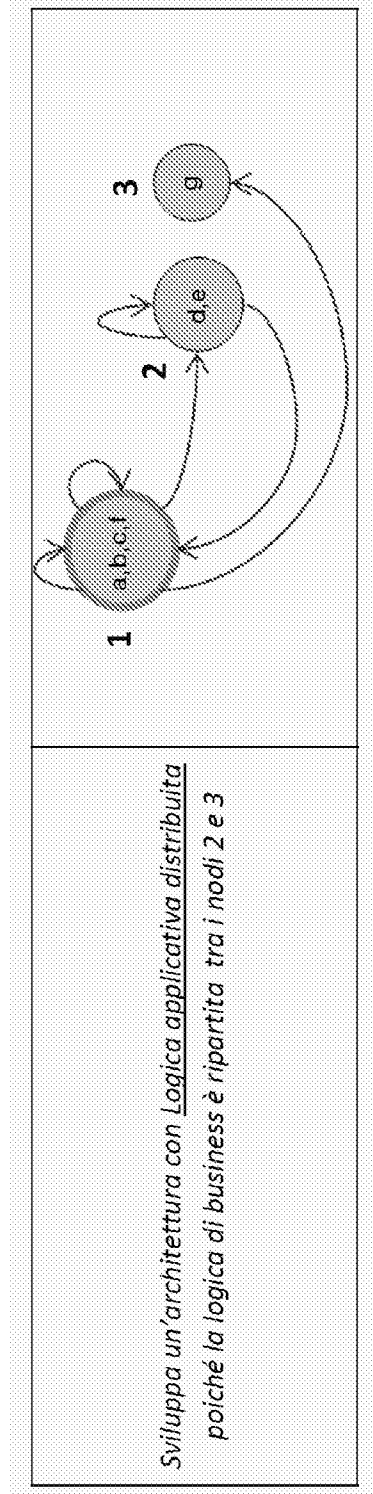 Sviluppa un'architettura con Logica applicativa distribuita
poiché la logica di business è ripartita tra i nodi 2 e 3
1
a,b,c,f
2
d,e
3
g